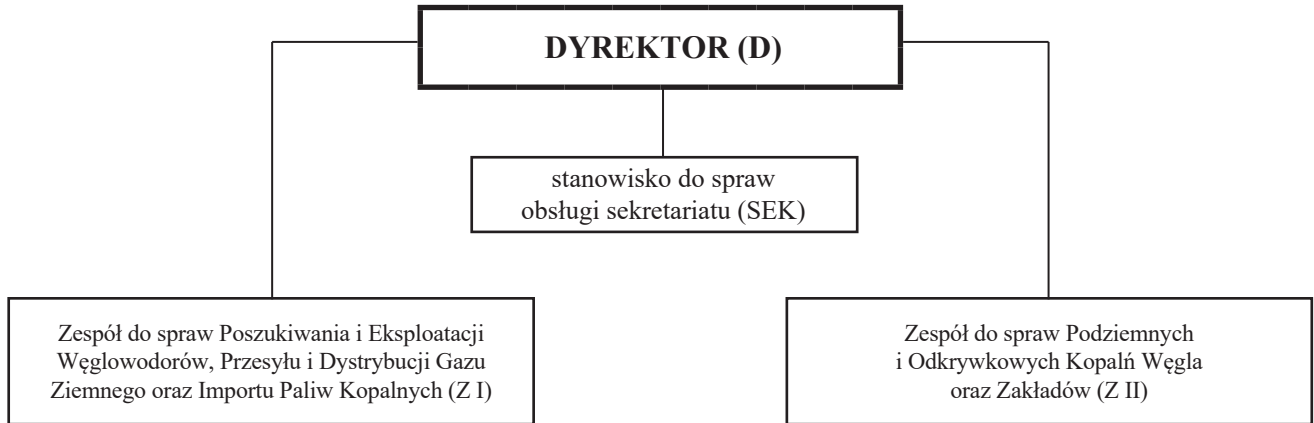 DYREKTOR (D)
stanowisko do spraw
obsługi sekretariatu (SEK)
Zespół do spraw Poszukiwania i Eksploatacji
Węglowodorów, Przesyłu i Dystrybucji Gazu
Ziemnego oraz Importu Paliw Kopalnych (Z I)
Zespół do spraw Podziemnych
i Odkrywkowych Kopalń Węgla
oraz Zakładów (Z II)